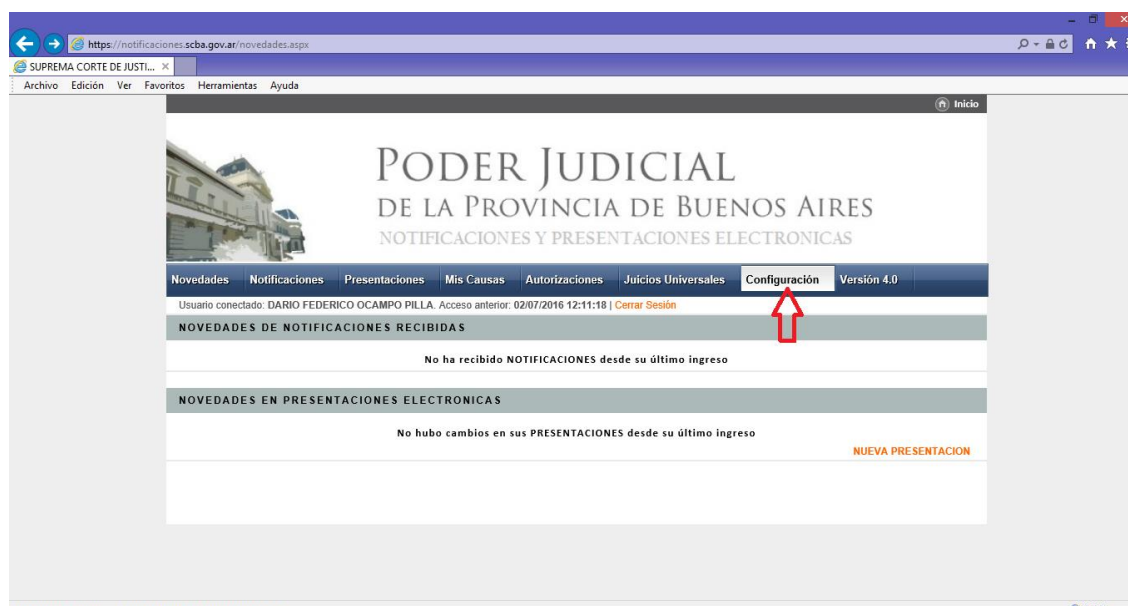 https://notificaciones.scba.gov.ar/novedades.aspx
SUPREMA CORTE DE JUSTI...
Archivo Edición Ver Favoritos Herramientas Ayuda
Inicio
PODER JUDICIAL
DE LA PROVINCIA DE BUENOS AIRES
NOTIFICACIONES Y PRESENTACIONES ELECTRONICAS
Novedades Notificaciones Presentaciones Mis Causas Autorizaciones Juicios Universales Configuración Versión 4.0
Usuario conectado: DARIO FEDERICO OCAMPO PILLA. Acceso anterior: 02/07/2016 12:11:18 | Cerrar Sesión
NOVEDADES DE NOTIFICACIONES RECIBIDAS
No ha recibido NOTIFICACIONES desde su último ingreso
NOVEDADES EN PRESENTACIONES ELECTRONICAS
No hubo cambios en sus PRESENTACIONES desde su último ingreso
NUEVA PRESENTACION